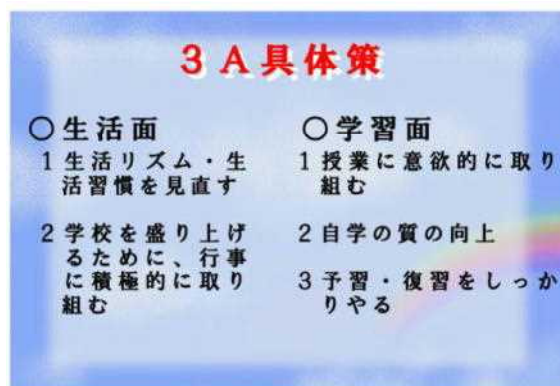 3A具体策
○生活面
1 生活リズム・生
活習慣を見直す
2 学校を盛り上げ
るために、行事
に積極的に取り
組む
○学習面
1 授業に意欲的に取り
組む
2 自学の質の向上
3 予習・復習をしっか
りやる